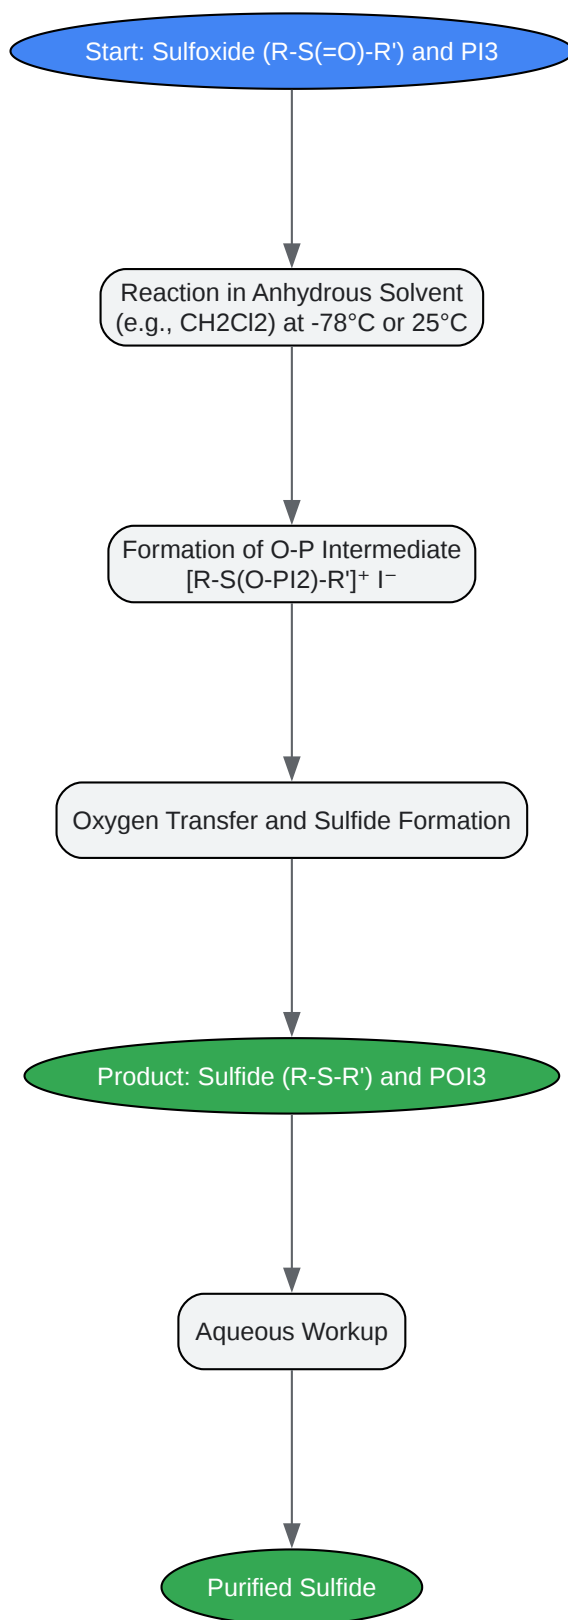 Start: Sulfoxide (R-S(=O)-R') and PI3
Reaction in Anhydrous Solvent
(e.g., CH2Cl2) at -78°C or 25°C
Formation of O-P Intermediate
[R-S(O-PI2)-R']⁺ I⁻
Oxygen Transfer and Sulfide Formation
Product: Sulfide (R-S-R') and POI3
Aqueous Workup
Purified Sulfide